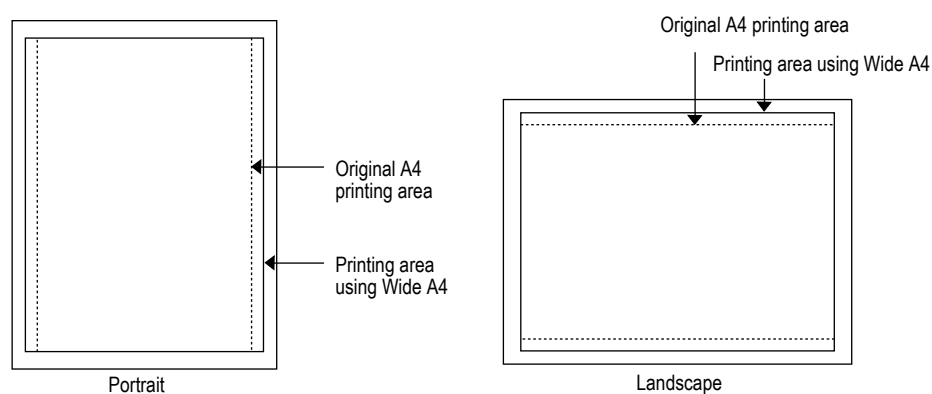 Original A4
printing area
Printing area
using Wide A4
Portrait
Original A4 printing area
Printing area using Wide A4
Landscape